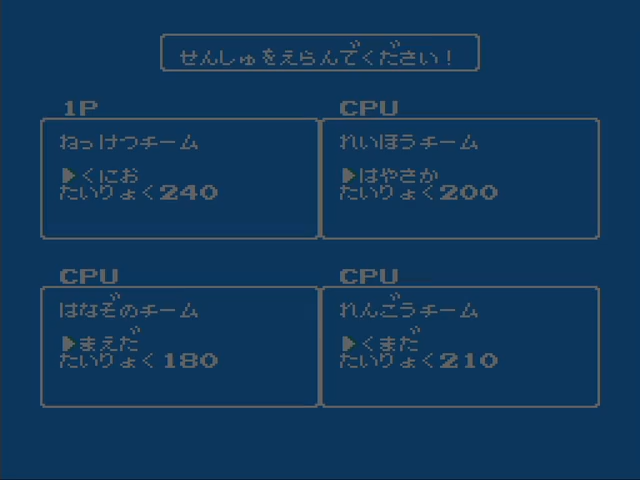 せんしゅをえらんでください!
1P
ねっけつチーム
▶くにお
たいりょく240
CPU
れいほうチーム
▶はやさか
たいりょく200
CPU
はなぞのチーム
▶まえだ
たいりょく180
CPU
れんごうチーム
▶くまだ
たいりょく210